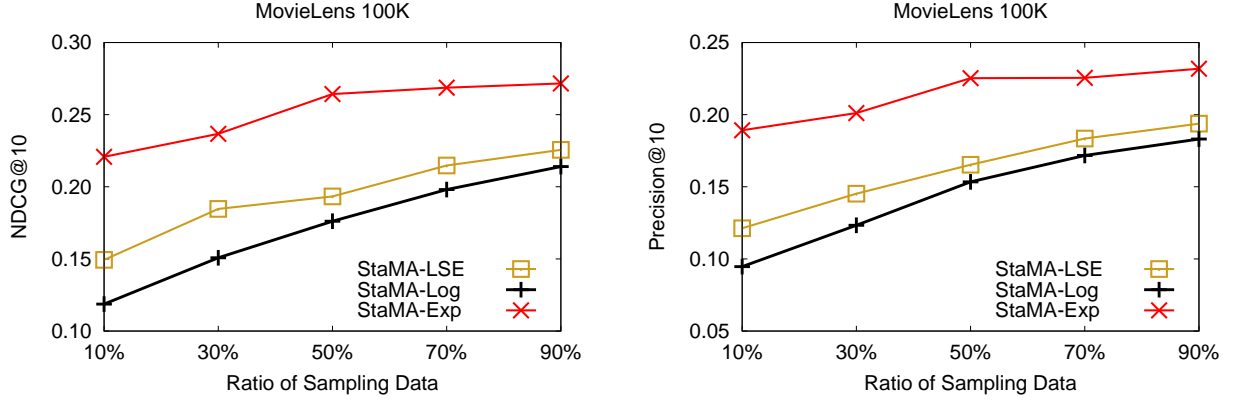 MovieLens 100K
0.30
0.25
0.20
0.15
0.10
NDCG@10
StaMA-LSE
StaMA-Log
StaMA-Exp
10% 30% 50% 70% 90%
Ratio of Sampling Data
MovieLens 100K
0.25
0.20
0.15
0.10
0.05
Precision@10
StaMA-LSE
StaMA-Log
StaMA-Exp
10% 30% 50% 70% 90%
Ratio of Sampling Data